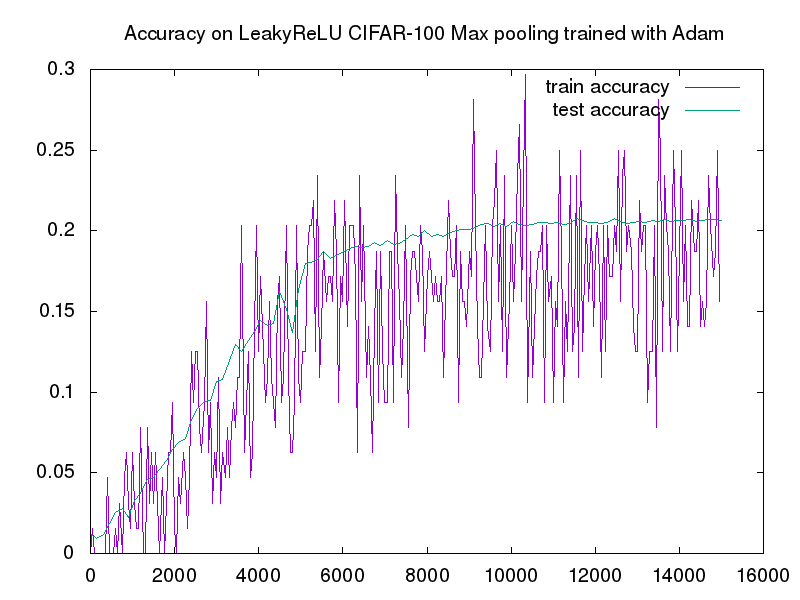 Accuracy on LeakyReLU CIFAR-100 Max pooling trained with Adam
0.3
train accuracy
test accuracy
0.25
0.2
0.15
0.1
0.05
0
0 2000 4000 6000 8000 10000 12000 14000 16000